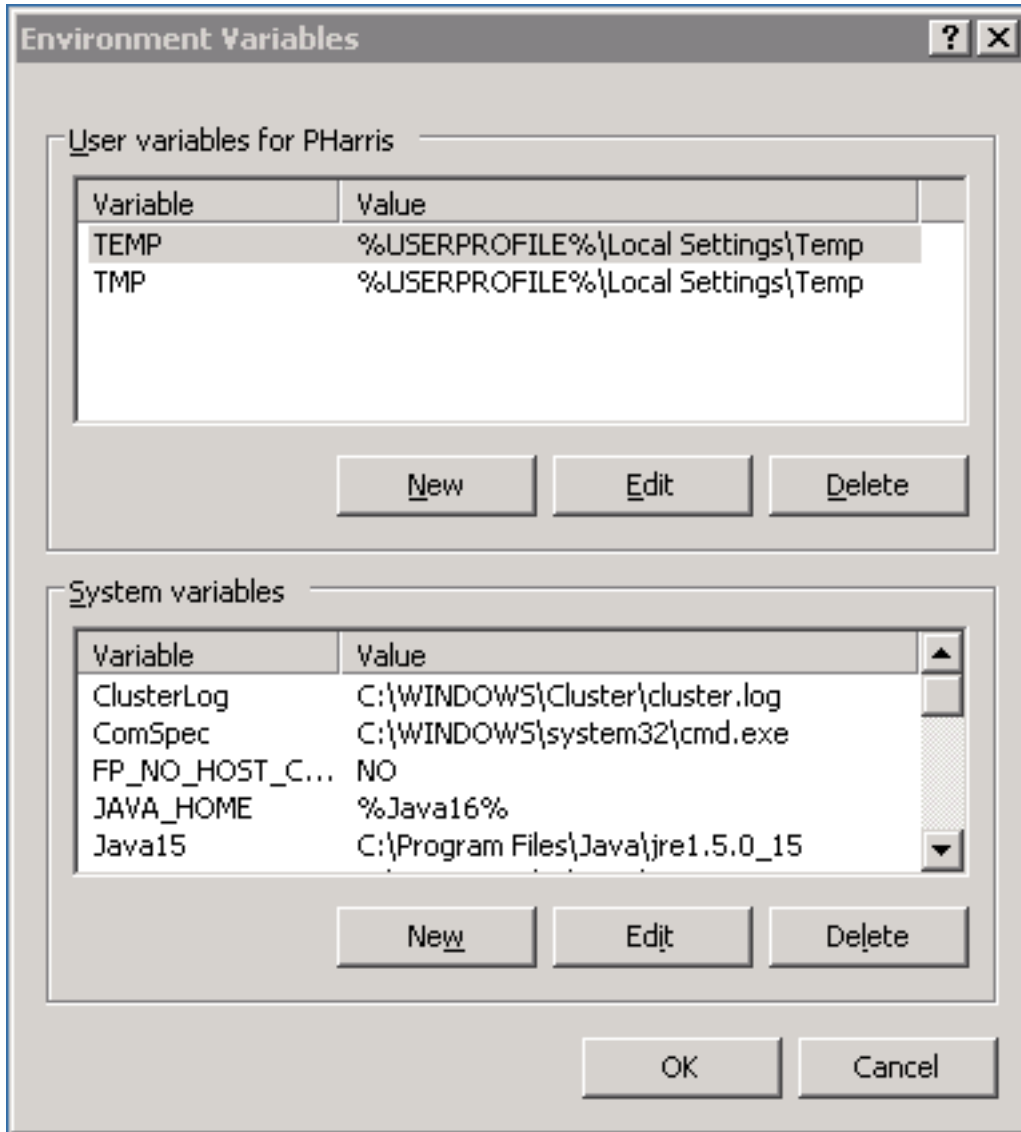 Environment Variables
User variables for PHarris
Variable Value
TEMP %USERPROFILE%\Local Settings\Temp
TMP %USERPROFILE%\Local Settings\Temp
New Edit Delete
System variables
Variable Value
ClusterLog C:\WINDOWS\Cluster\cluster.log
ComSpec C:\WINDOWS\system32\cmd.exe
FP_NO_HOST_C... NO
JAVA_HOME %Java16%
Java15 C:\Program Files\Java\jre1.5.0_15
New Edit Delete
OK Cancel